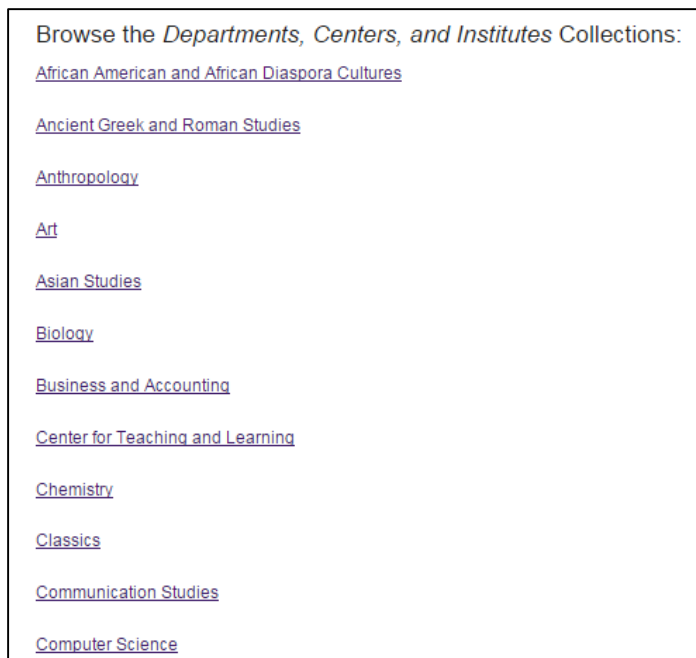 Browse the Departments, Centers, and Institutes Collections:
African American and African Diaspora Cultures
Ancient Greek and Roman Studies
Anthropology
Art
Asian Studies
Biology
Business and Accounting
Center for Teaching and Learning
Chemistry
Classics
Communication Studies
Computer Science